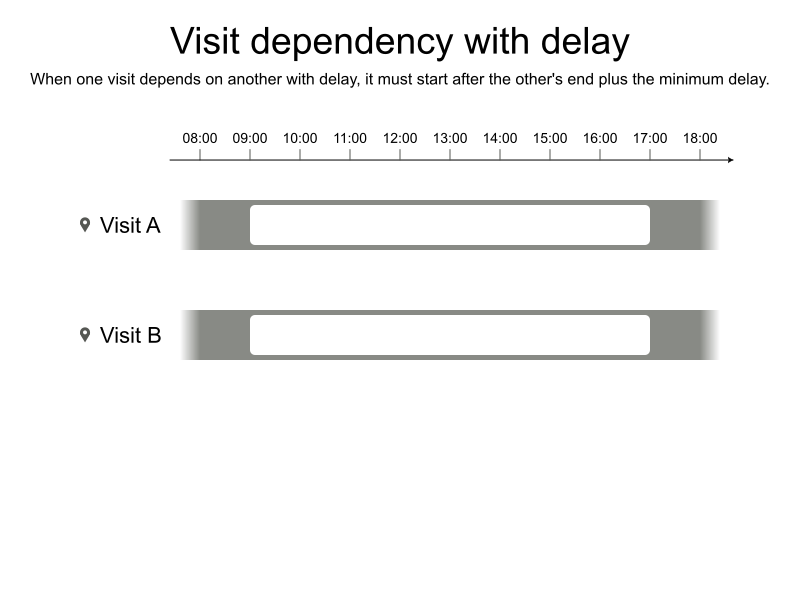 Visit dependency with delay
When one visit depends on another with delay, it must start after the other's end plus the minimum delay.
08:00 09:00 10:00 11:00 12:00 13:00 14:00 15:00 16:00 17:00 18:00
Visit A
Visit B